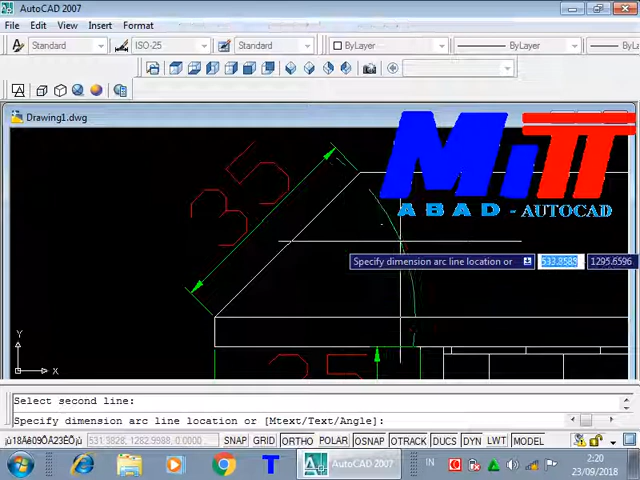 AutoCAD 2007
File Edit View Insert Format
Standard ISO-25 Standard ByLayer ByLayer ByLa
Drawing1.dwg
MiTT
ABAD - AUTOCAD
35
Specify dimension arc line location or 533.8589 1295.6596
Y
X
Select second line:
Specify dimension arc line location or [Mtext/Text/Angle]:
531.3828, 1282.9988, 0.0000 SNAP GRID ORTHO POLAR OSNAP OTRACK DUCS DYN LWT MODEL
AutoCAD 2007 IN 2:20
23/09/2018